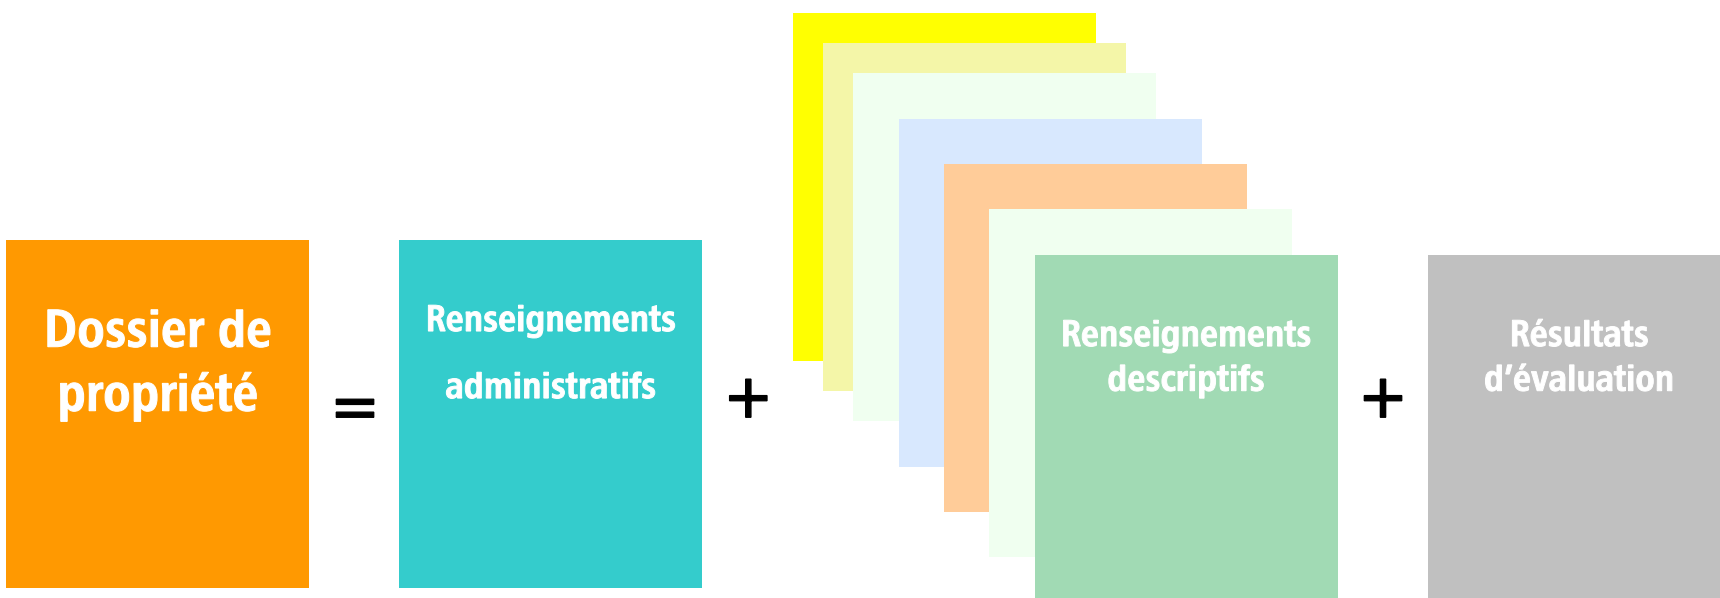 Dossier de
propriété
=
Renseignements
administratifs
+
Renseignements
descriptifs
+
Résultats
d’évaluation